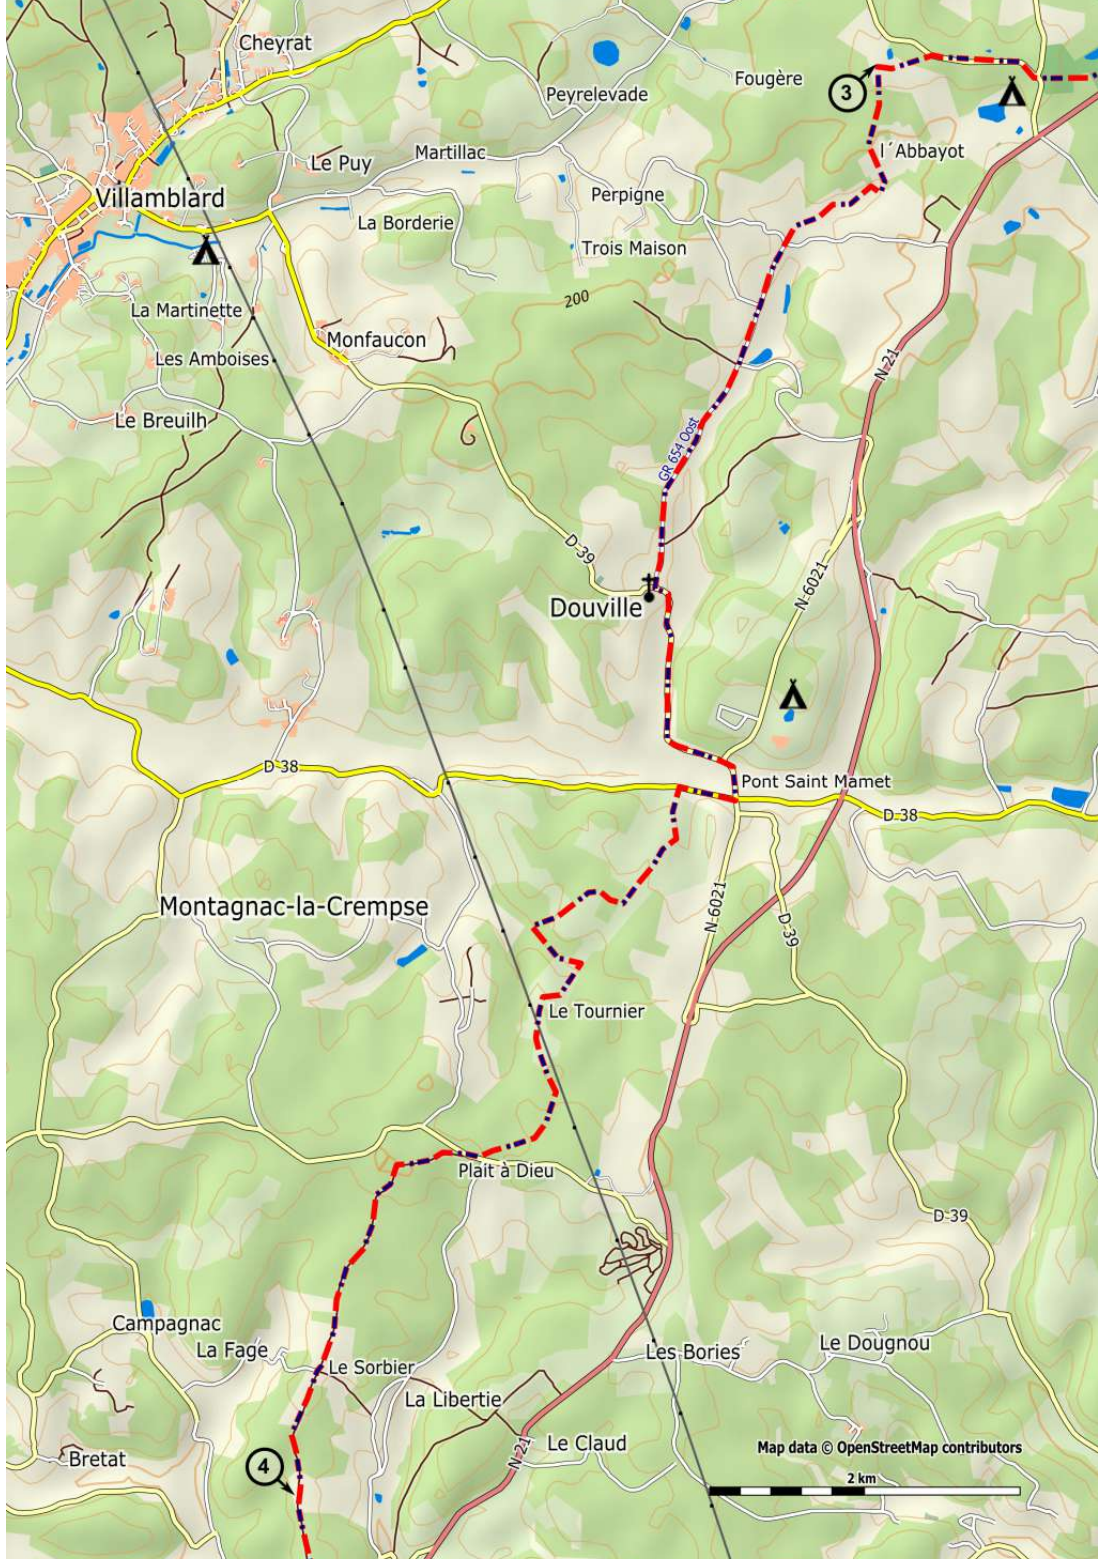 Cheyrat
Fougère
3
Peyrelevade
l´Abbayot
Martillac
Le Puy
Perpigne
Villamblard
La Borderie
Trois Maison
200
La Martinette
Monfaucon
Les Amboises
N-21
Le Breuilh
GR 654 Oost
D-39
N-6021
Douville
D 38
Pont Saint Mamet
D 38
Montagnac-la-Crempse
N-6021
D-39
Le Tournier
Plait à Dieu
D-39
Campagnac
La Fage
Les Bories
Le Dougnou
Le Sorbier
La Libertie
Le Claud
N-21
Map data © OpenStreetMap contributors
Bretat
4
2 km